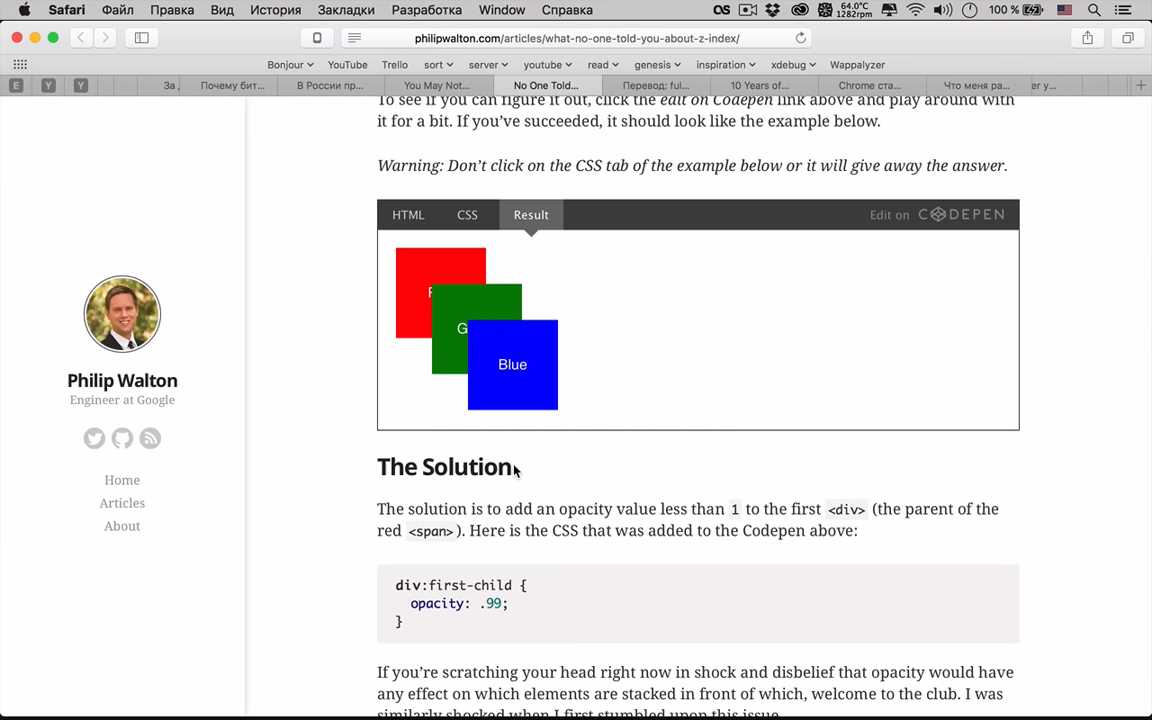 Safari Файл Правка Вид История Закладки Разработка Window Справка 64.0°C 1282rpm 100 %
philipwalton.com/articles/what-no-one-told-you-about-z-index/
Bonjour YouTube Trello sort server youtube read genesis inspiration xdebug Wappalyzer
E Y Y За Почему бит... В России пр... You May Not... No One Told... Перевод: ful... 10 Years of... Chrome ста... Что меня ра... er y...
To see if you can figure it out, click the edit on Codepen link above and play around with
it for a bit. If you’ve succeeded, it should look like the example below.
Warning: Don’t click on the CSS tab of the example below or it will give away the answer.
HTML CSS Result Edit on CODEPEN
G
Blue
Philip Walton
Engineer at Google
Home
Articles
About
The Solution
The solution is to add an opacity value less than 1 to the first <div> (the parent of the
red <span>). Here is the CSS that was added to the Codepen above:
div:first-child {
opacity: .99;
}
If you’re scratching your head right now in shock and disbelief that opacity would have
any effect on which elements are stacked in front of which, welcome to the club. I was
similarly shocked when I first stumbled upon this issue.